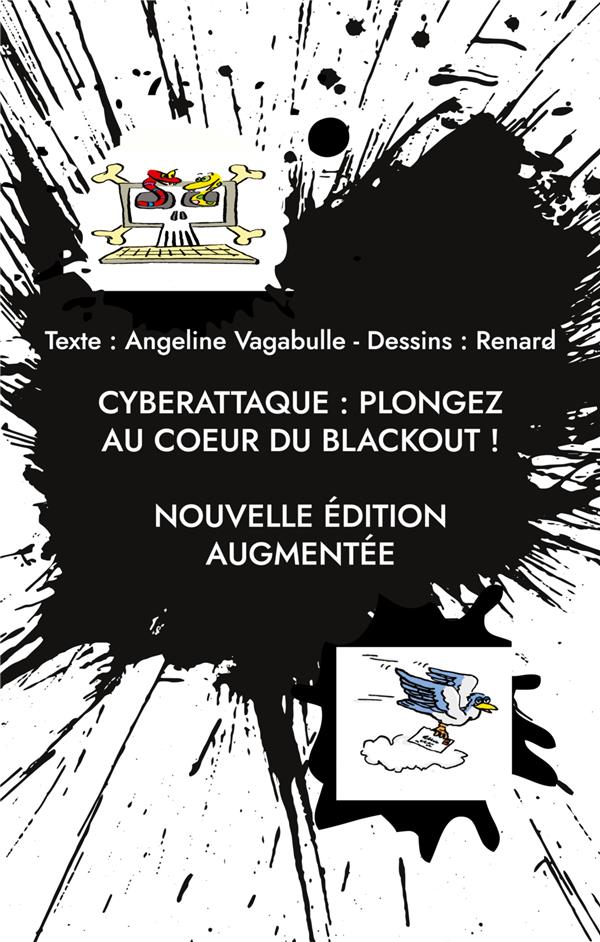 Texte : Angeline Vagabulle - Dessins : Renard
CYBERATTAQUE : PLONGEZ
AU COEUR DU BLACKOUT !
NOUVELLE ÉDITION
AUGMENTÉE